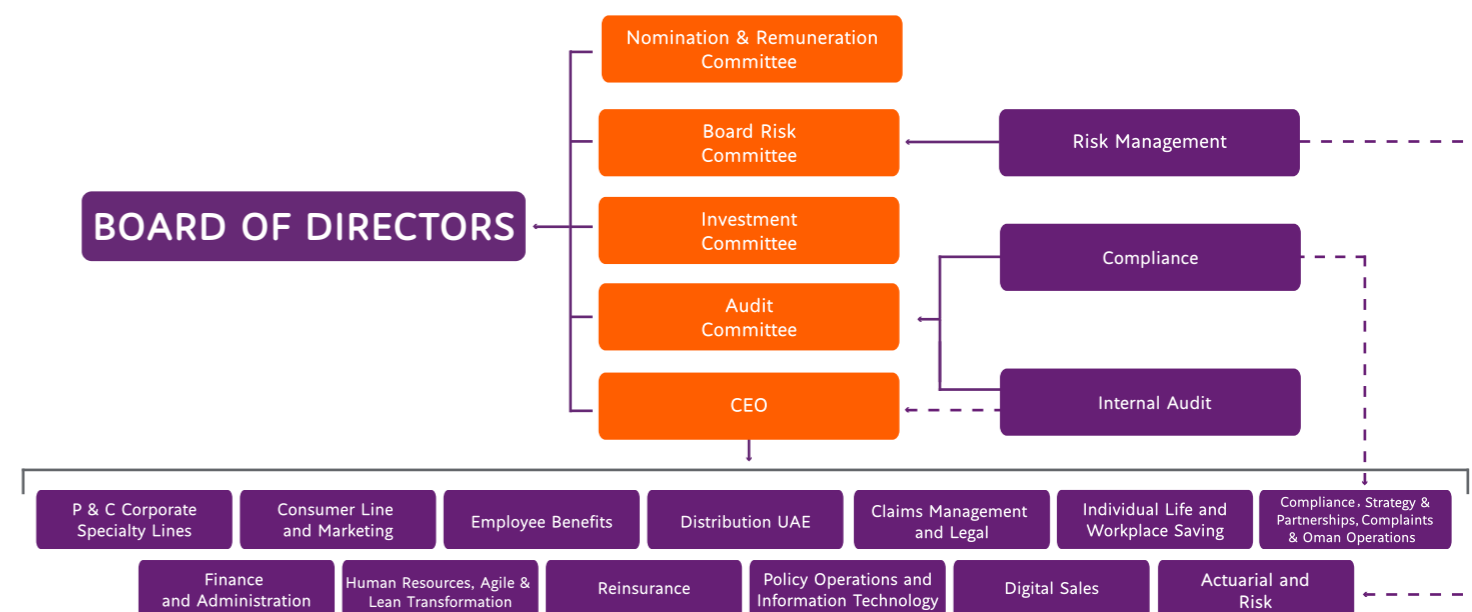 Nomination & Remuneration
Committee
Board Risk
Committee
Risk Management
BOARD OF DIRECTORS
Investment
Committee
Compliance
Audit
Committee
CEO
Internal Audit
P & C Corporate
Specialty Lines
Consumer Line
and Marketing
Employee Benefits
Distribution UAE
Claims Management
and Legal
Individual Life and
Workplace Saving
Compliance, Strategy &
Partnerships, Complaints
& Oman Operations
Finance
and Administration
Human Resources, Agile &
Lean Transformation
Reinsurance
Policy Operations and
Information Technology
Digital Sales
Actuarial and
Risk